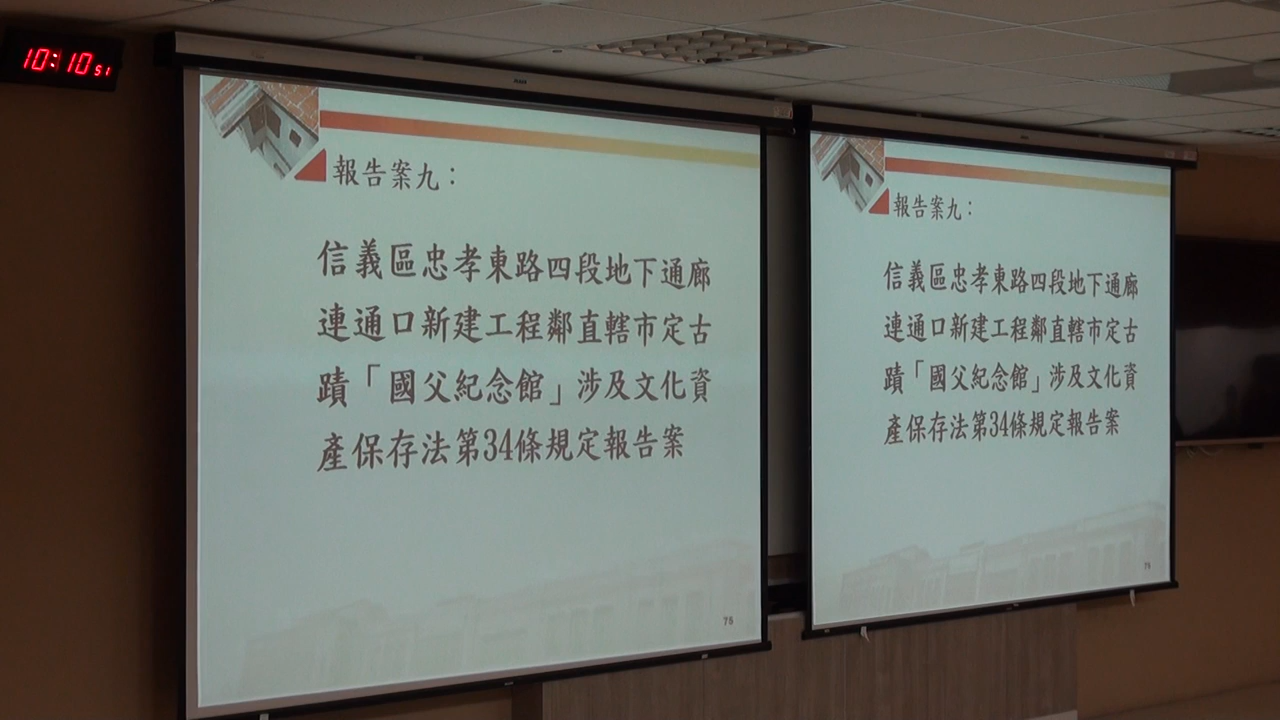 10:10 51
報告案九：
信義區忠孝東路四段地下通廊
連通口新建工程鄰直轄市定古
蹟「國父紀念館」涉及文化資
產保存法第34條規定報告案
75
報告案九：
信義區忠孝東路四段地下通廊
連通口新建工程鄰直轄市定古
蹟「國父紀念館」涉及文化資
產保存法第34條規定報告案
75